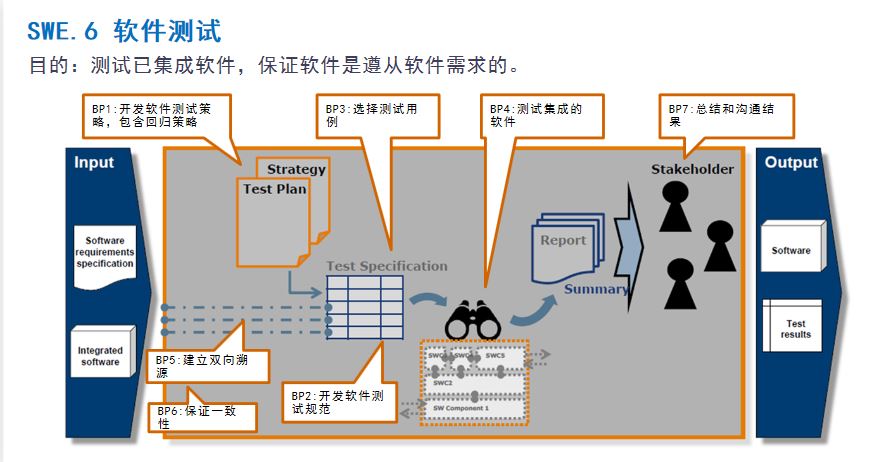 SWE.6 软件测试
目的：测试已集成软件，保证软件是遵从软件需求的。
BP1:开发软件测试策
略，包含回归策略
BP3:选择测试用
例
BP4:测试集成的
软件
BP7:总结和沟通结
果
Input
Strategy
Test Plan
Stakeholder
Output
Software
requirements
specification
Report
Software
Test Specification
Summary
Test
results
Integrated
software
BP5:建立双向溯
源
BP6:保证一致
性
BP2:开发软件测
试规范
SWC5
SWC2
SW Component 1